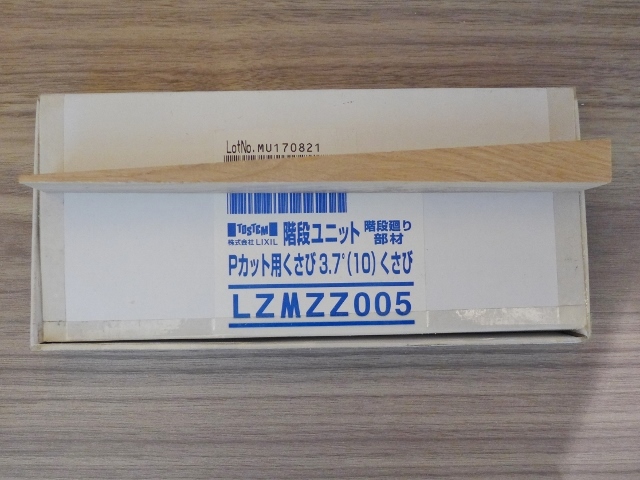 LotNo.MU170821
TOSTEM 階段ユニット 階段廻り
株式会社 LIXIL 部材
Pカット用くさび 3.7°(10) くさび
LZMZZ005